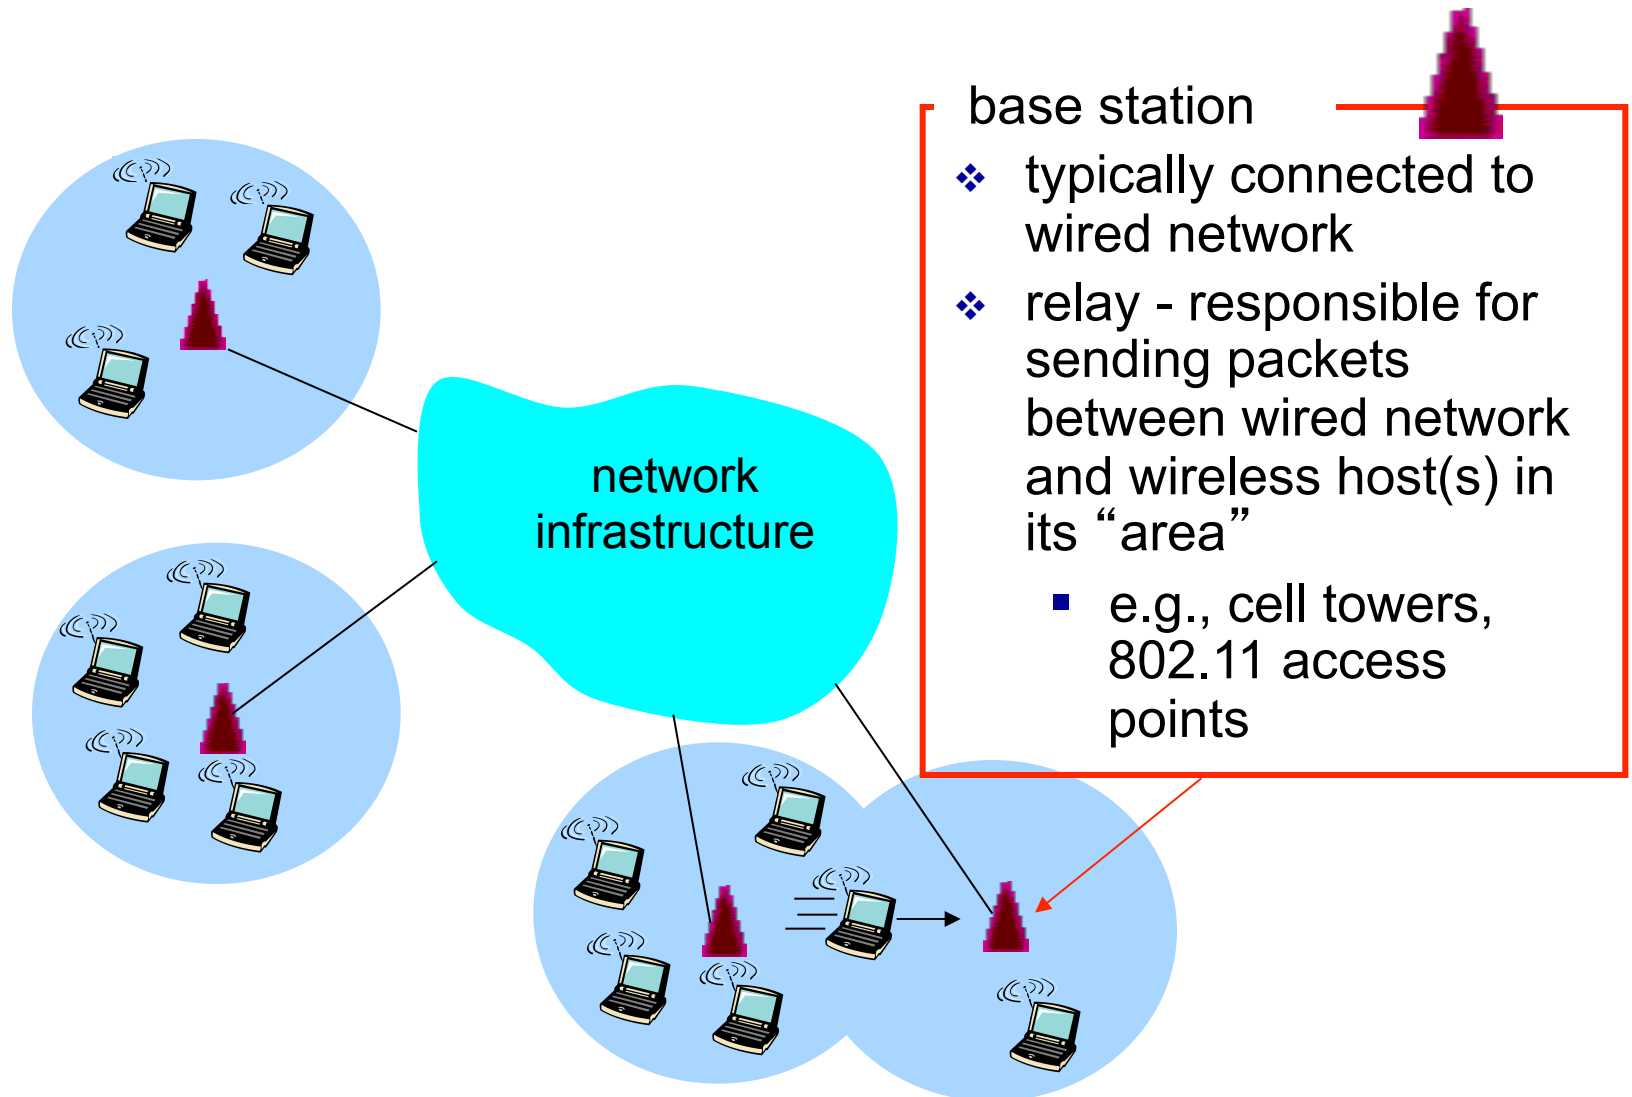 base station
❖ typically connected to
wired network
❖ relay - responsible for
sending packets
between wired network
and wireless host(s) in
its “area”
▪ e.g., cell towers,
802.11 access
points
network
infrastructure